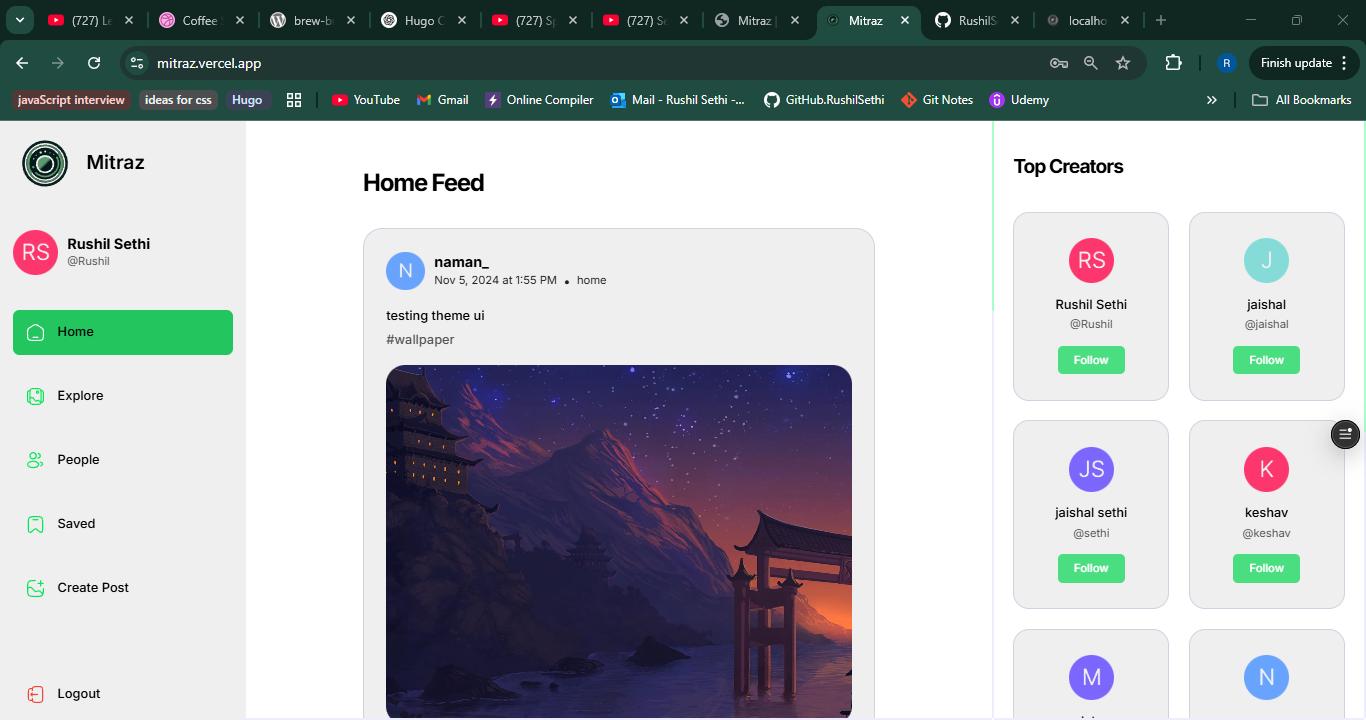 (727) Le
Coffee
brew-b
Hugo C
(727) Sp
(727) Sc
Mitraz |
Mitraz
RushilS
localho
mitraz.vercel.app
R
Finish update
javaScript interview
ideas for css
Hugo
YouTube
Gmail
Online Compiler
Mail - Rushil Sethi -...
GitHub.RushilSethi
Git Notes
Udemy
»
All Bookmarks
Mitraz
RS
Rushil Sethi
@Rushil
Home
Explore
People
Saved
Create Post
Logout
Home Feed
N
naman_
Nov 5, 2024 at 1:55 PM • home
testing theme ui
#wallpaper
Top Creators
RS
Rushil Sethi
@Rushil
Follow
J
jaishal
@jaishal
Follow
JS
jaishal sethi
@sethi
Follow
K
keshav
@keshav
Follow
M
N